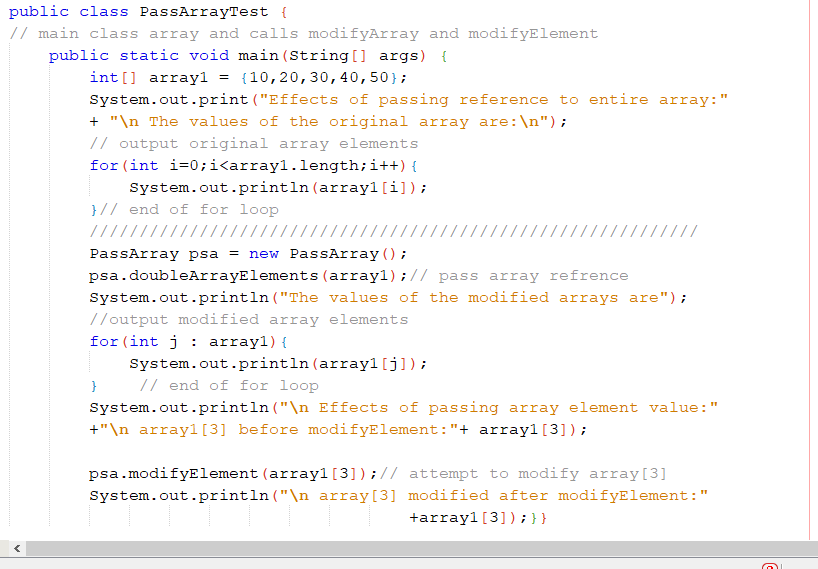 public class PassArrayTest {
// main class array and calls modifyArray and modifyElement
public static void main(String[] args) {
int[] array1 = {10,20,30,40,50};
System.out.print("Effects of passing reference to entire array:"
+ "\n The values of the original array are:\n");
// output original array elements
for(int i=0;i<array1.length;i++){
System.out.println(array1[i]);
}// end of for loop
/////////////////////////////////////////////////////////////
PassArray psa = new PassArray();
psa.doubleArrayElements(array1);// pass array refrence
System.out.println("The values of the modified arrays are");
//output modified array elements
for(int j : array1){
System.out.println(array1[j]);
}    // end of for loop
System.out.println("\n Effects of passing array element value:"
+"\n array1[3] before modifyElement:"+ array1[3]);
psa.modifyElement(array1[3]);// attempt to modify array[3]
System.out.println("\n array[3] modified after modifyElement:"
+array1[3]);}}